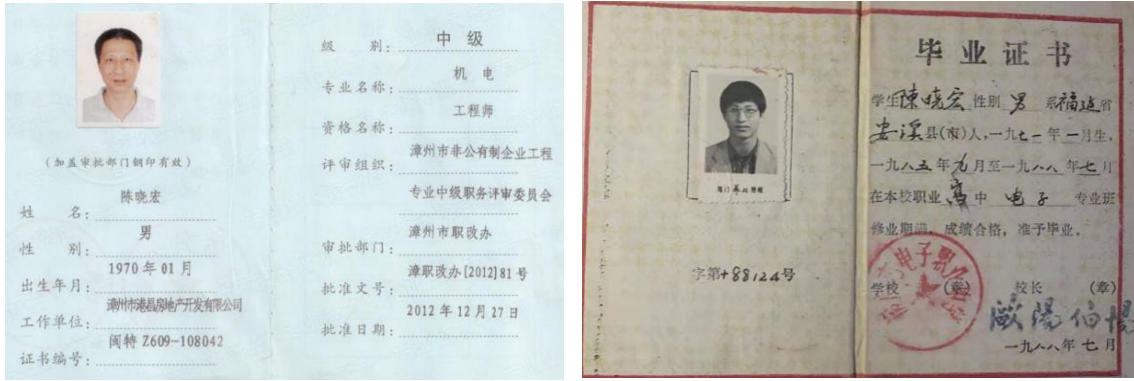 (加盖审批部门钢印有效)
姓 名: 陈晓宏
性 别: 男
出生年月: 1970年01月
工作单位: 漳州市港昌房地产开发有限公司
证书编号: 闽特 Z609-108042
级 别: 中级
专业名称: 机电
资格名称: 工程师
评审组织: 漳州市非公有制企业工程
专业中级职务评审委员会
审批部门: 漳州市职改办
批准文号: 漳职改办[2012]81号
批准日期: 2012年12月27日
字第+88124号
毕业证书
学生陳晓宏 性别 男 系福建省
安溪县(市)人,一九七一年一月生,
一九八五年九月至一九八八年七月
在本校职业高中 电子 专业班
修业期满,成绩合格,准予毕业。
学校 (章) 校长 (章)
歐陽伯惕
一九八八年七月